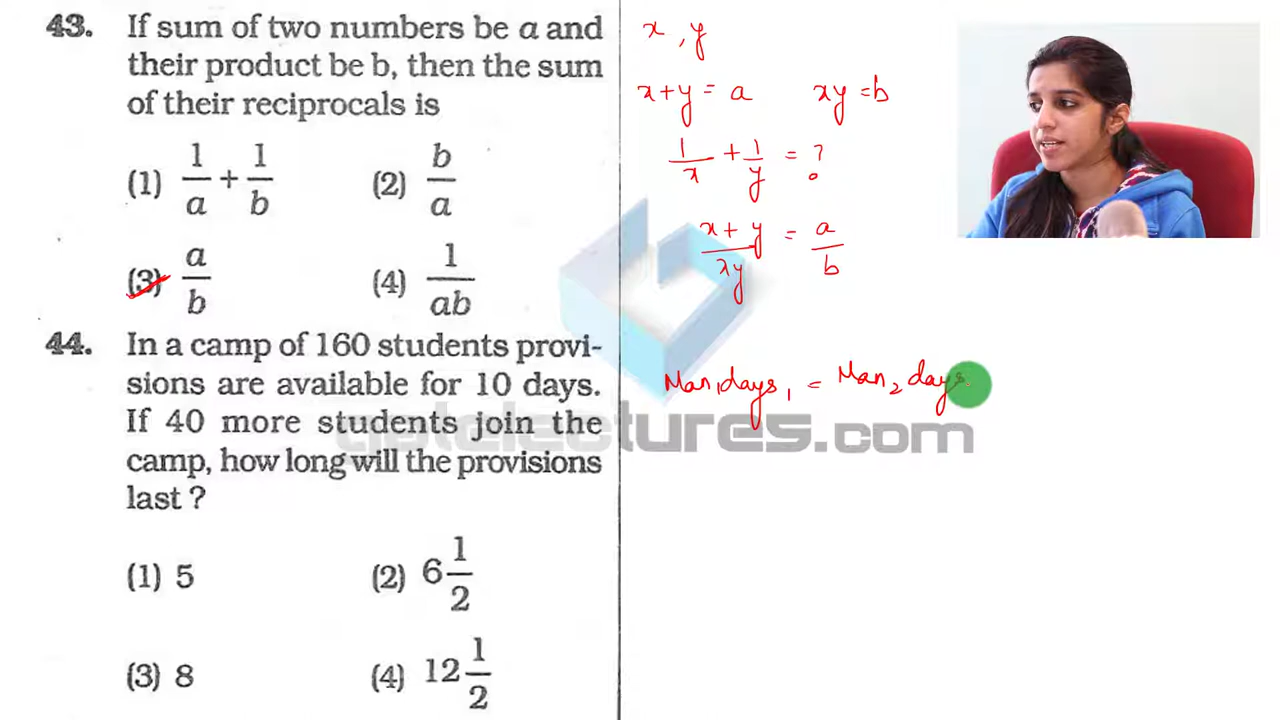 43. If sum of two numbers be a and
their product be b, then the sum
of their reciprocals is
(1) 1/a + 1/b (2) b/a
(3) a/b (4) 1/ab
44. In a camp of 160 students provi-
sions are available for 10 days.
If 40 more students join the
camp, how long will the provisions
last ?
(1) 5 (2) 6 1/2
(3) 8 (4) 12 1/2
x , y
x+y = a xy = b
1/x + 1/y = ?
x+y/xy = a/b
Man₁days₁ = Man₂ days
lectures.com